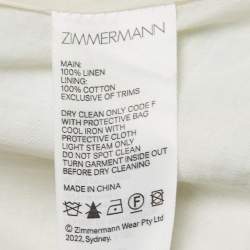 ZIMMERMANN
MAIN:
100% LINEN
LINING:
100% COTTON
EXCLUSIVE OF TRIMS
DRY CLEAN ONLY CODE F
WITH PROTECTIVE BAG
COOL IRON WITH
PROTECTIVE CLOTH
LIGHT STEAM ONLY
DO NOT SPOT CLEAN
TURN GARMENT INSIDE OUT
BEFORE DRY CLEANING
MADE IN CHINA
F
© Zimmermann Wear Pty Ltd
2022, Sydney.